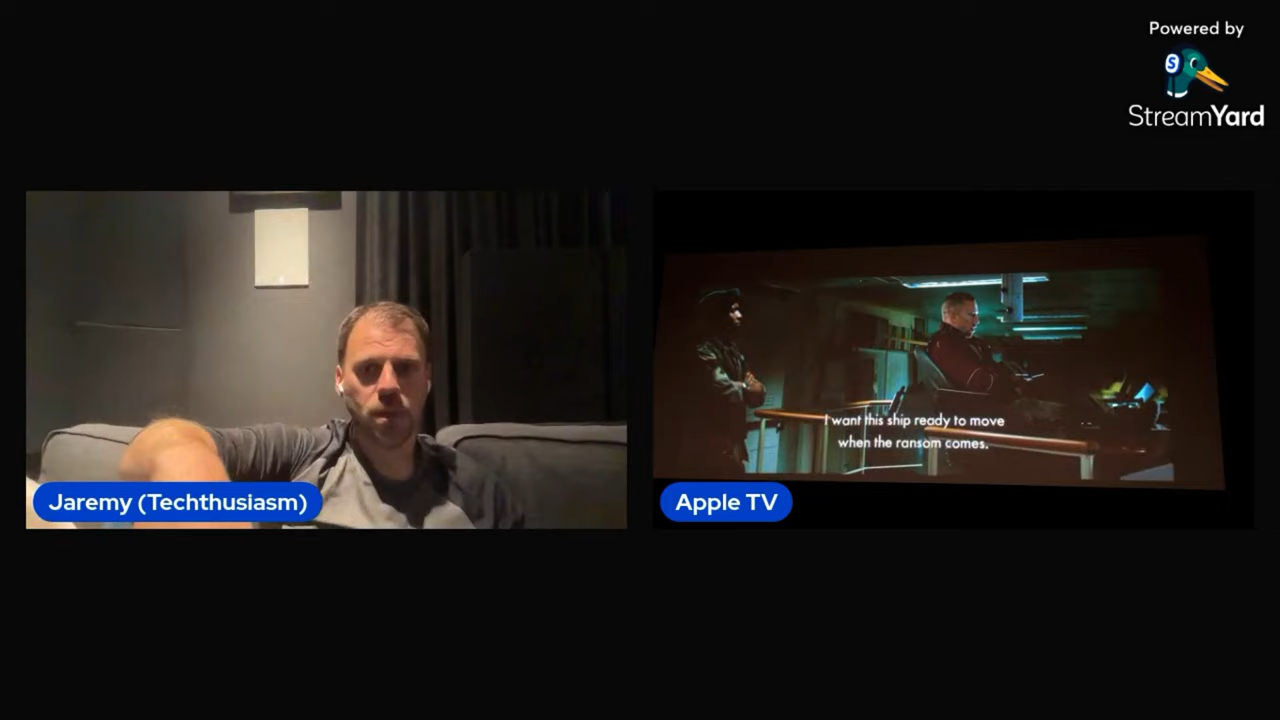 Powered by
S
StreamYard
I want this ship ready to move
when the ransom comes.
Jaremy (Techthusiasm)
Apple TV